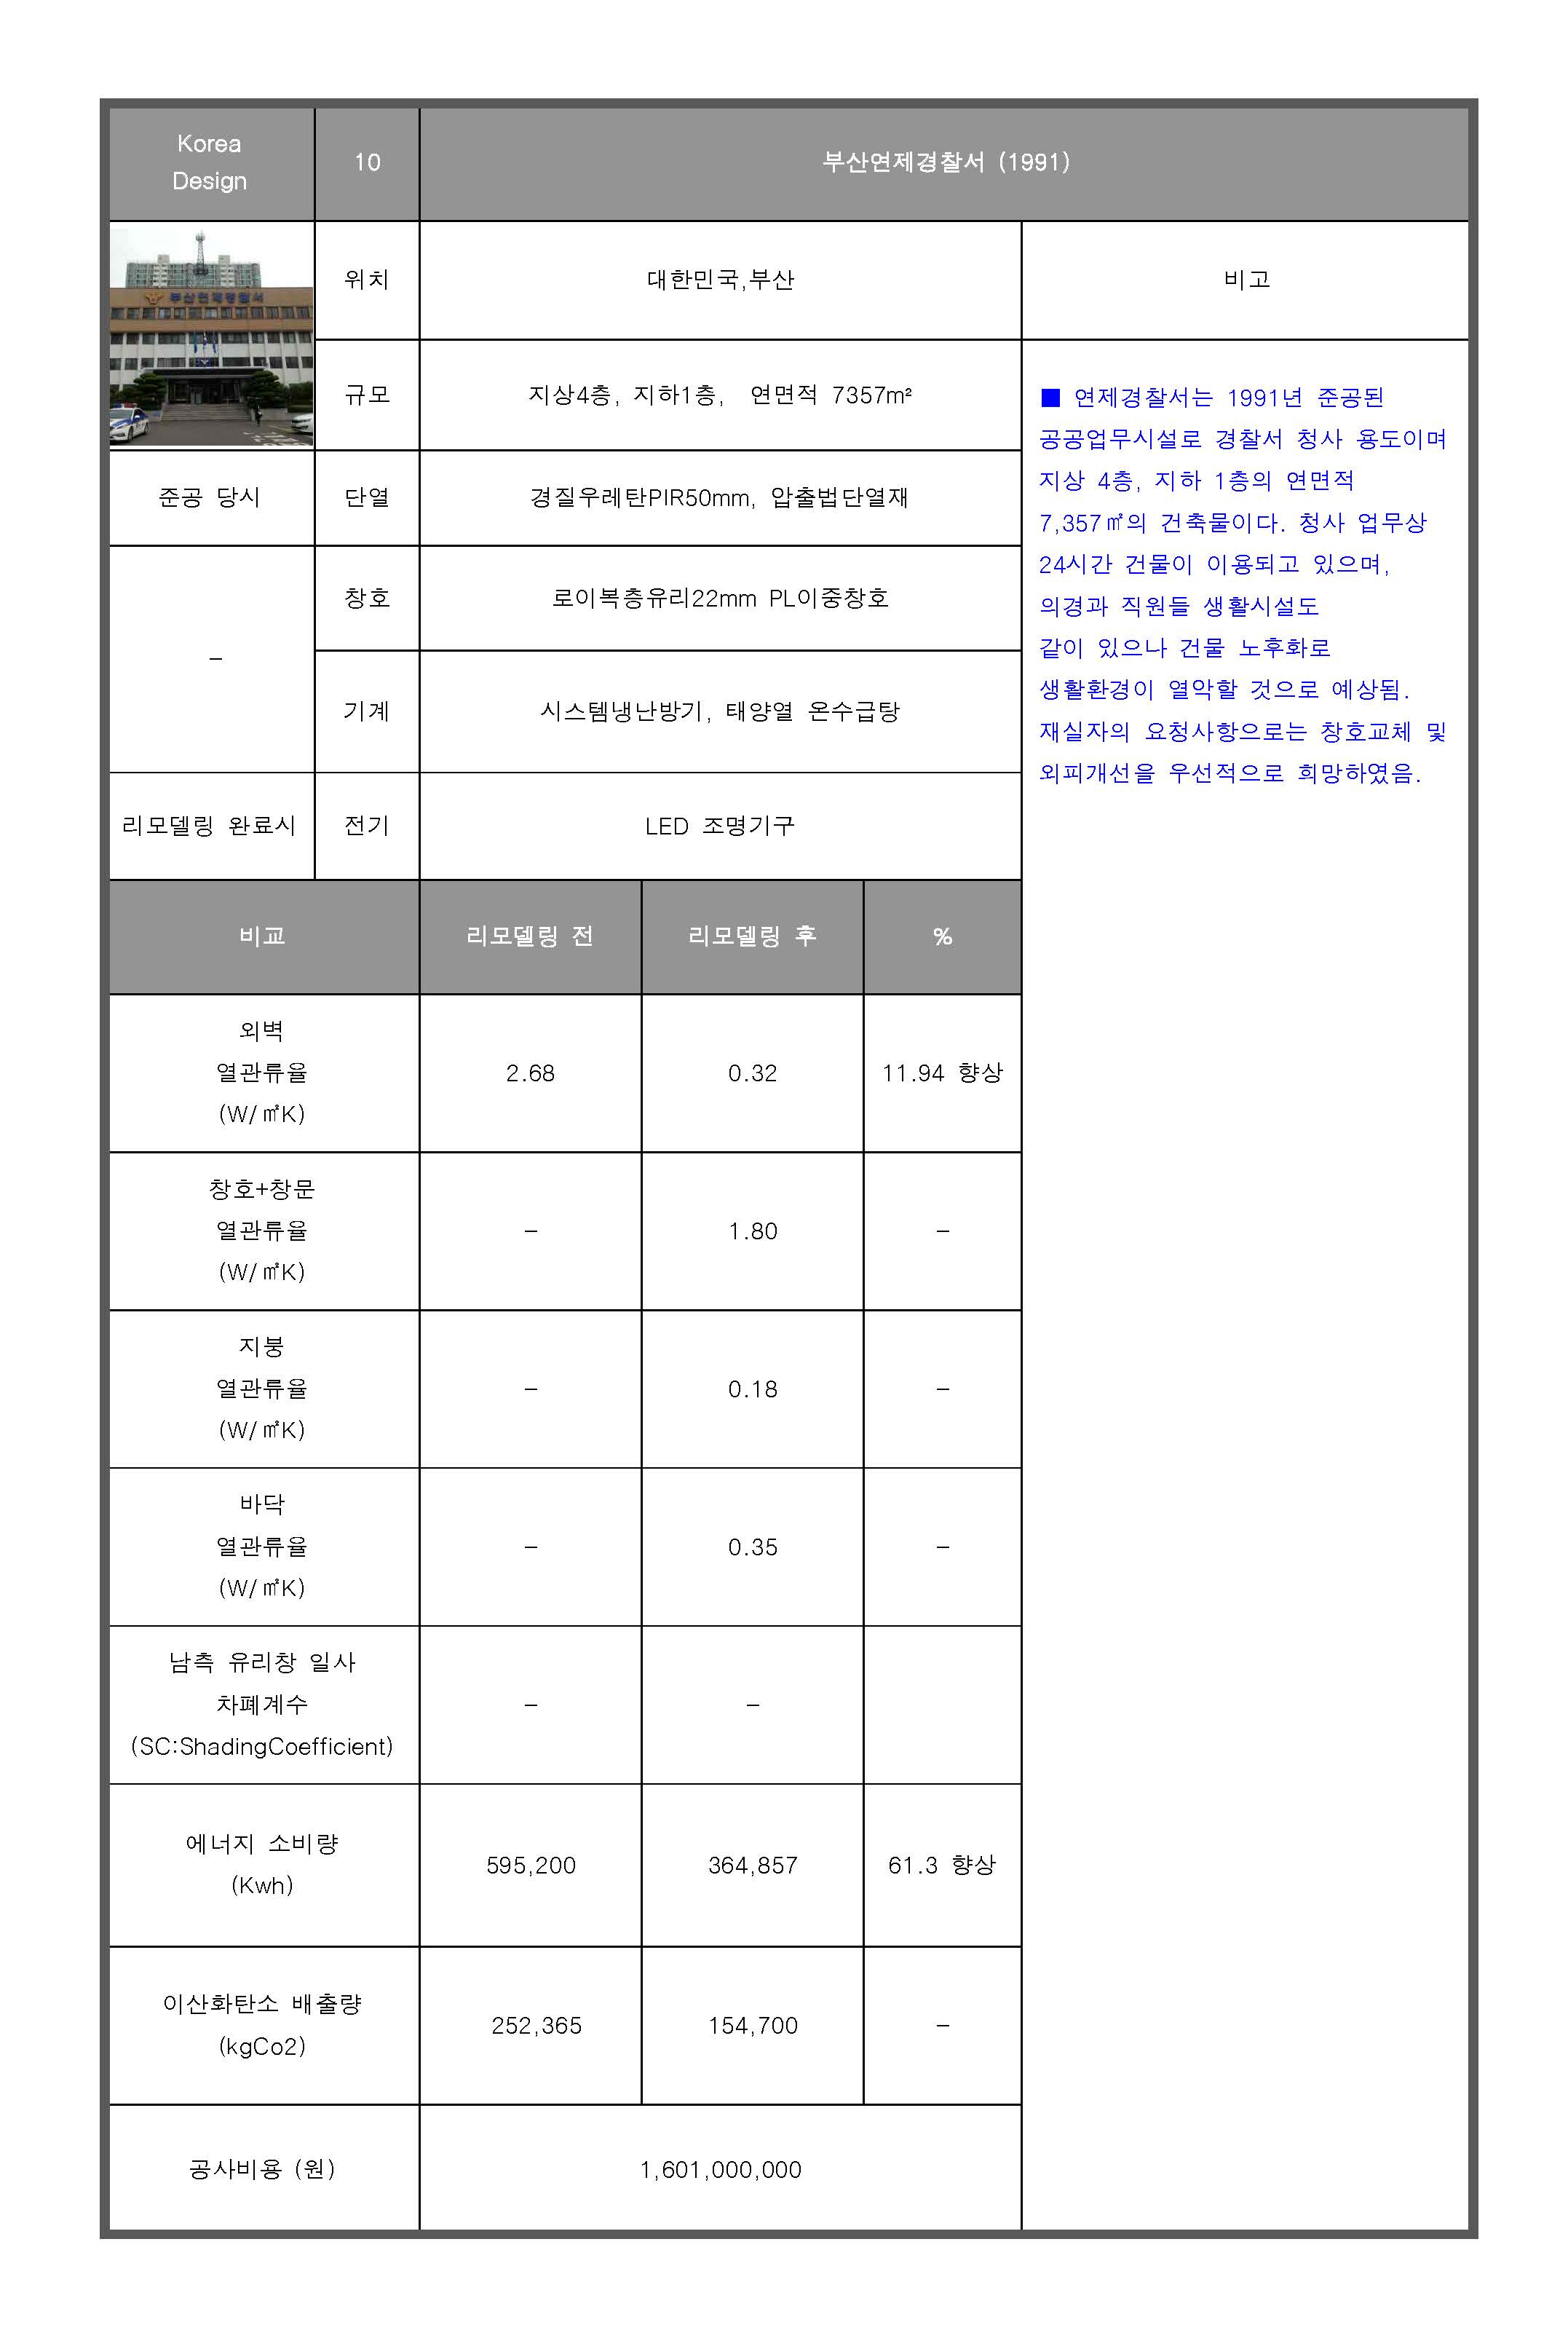 Korea
Design
10
부산연제경찰서 (1991)
부산연제경찰서
위치
대한민국,부산
비고
규모
지상4층, 지하1층, 연면적 7357m²
준공 당시
단열
경질우레탄PIR50mm, 압출법단열재
–
창호
로이복층유리22mm PL이중창호
기계
시스템냉난방기, 태양열 온수급탕
리모델링 완료시
전기
LED 조명기구
■ 연제경찰서는 1991년 준공된
공공업무시설로 경찰서 청사 용도이며
지상 4층, 지하 1층의 연면적
7,357㎡의 건축물이다. 청사 업무상
24시간 건물이 이용되고 있으며,
의경과 직원들 생활시설도
같이 있으나 건물 노후화로
생활환경이 열악할 것으로 예상됨.
재실자의 요청사항으로는 창호교체 및
외피개선을 우선적으로 희망하였음.
비교
리모델링 전
리모델링 후
%
외벽
열관류율
(W/㎡K)
2.68
0.32
11.94 향상
창호+창문
열관류율
(W/㎡K)
–
1.80
–
지붕
열관류율
(W/㎡K)
–
0.18
–
바닥
열관류율
(W/㎡K)
–
0.35
–
남측 유리창 일사
차폐계수
(SC:ShadingCoefficient)
–
–
에너지 소비량
(Kwh)
595,200
364,857
61.3 향상
이산화탄소 배출량
(kgCo2)
252,365
154,700
–
공사비용 (원)
1,601,000,000